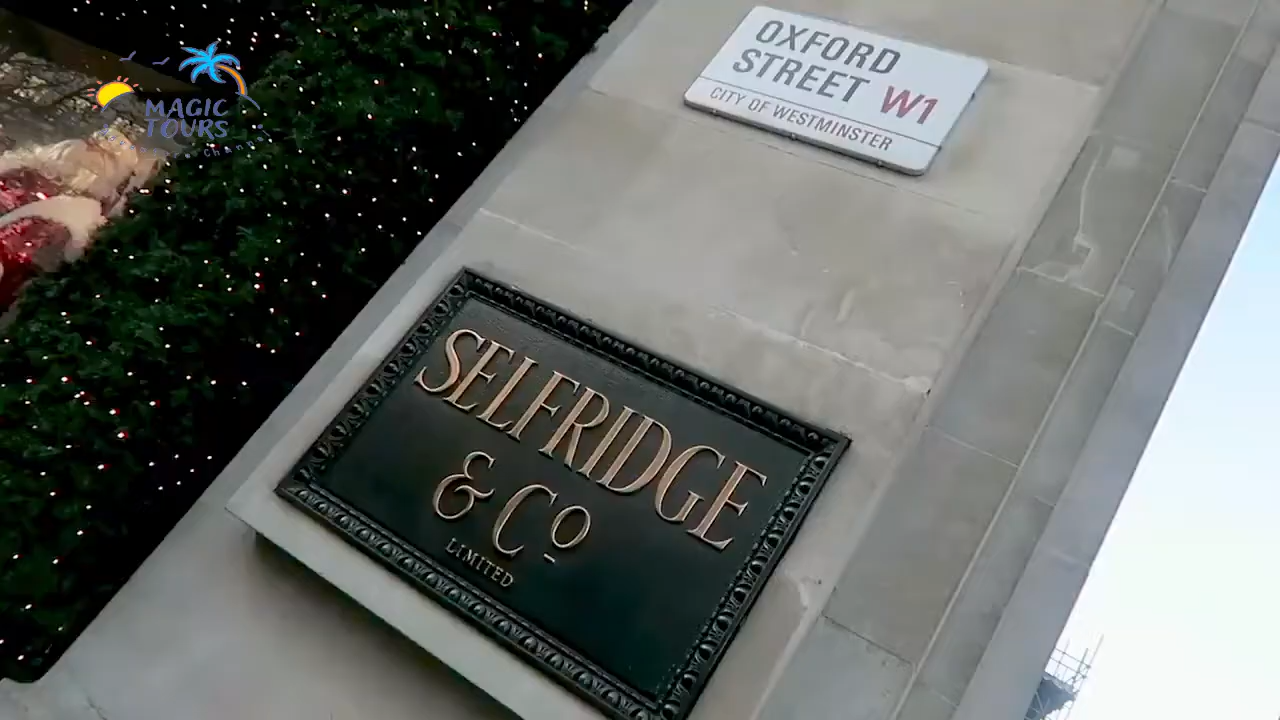 OXFORD
STREET W1
CITY OF WESTMINSTER
MAGIC
TOURS
SELFRIDGE
& Co
LIMITED